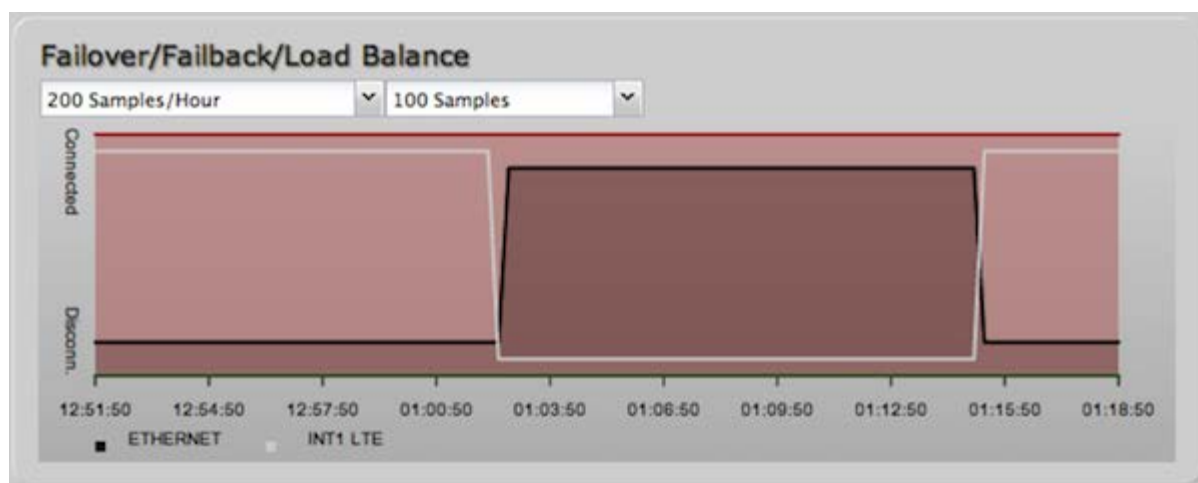 Failover/Failback/Load Balance
200 Samples/Hour 100 Samples
Connected
Disconn.
12:51:50 12:54:50 12:57:50 01:00:50 01:03:50 01:06:50 01:09:50 01:12:50 01:15:50 01:18:50
ETHERNET INT1 LTE